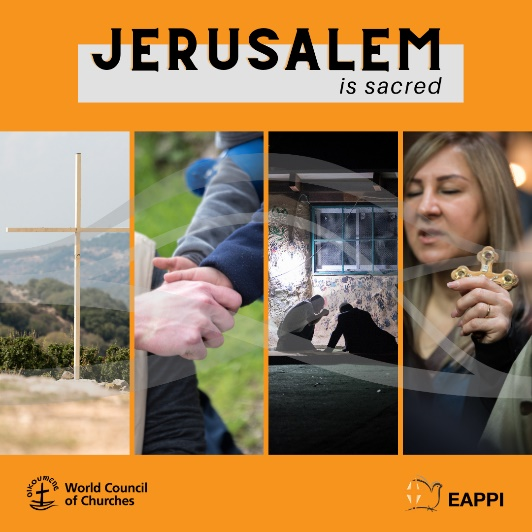 JERUSALEM
is sacred
OIKOUMENE
World Council
of Churches
EAPPI